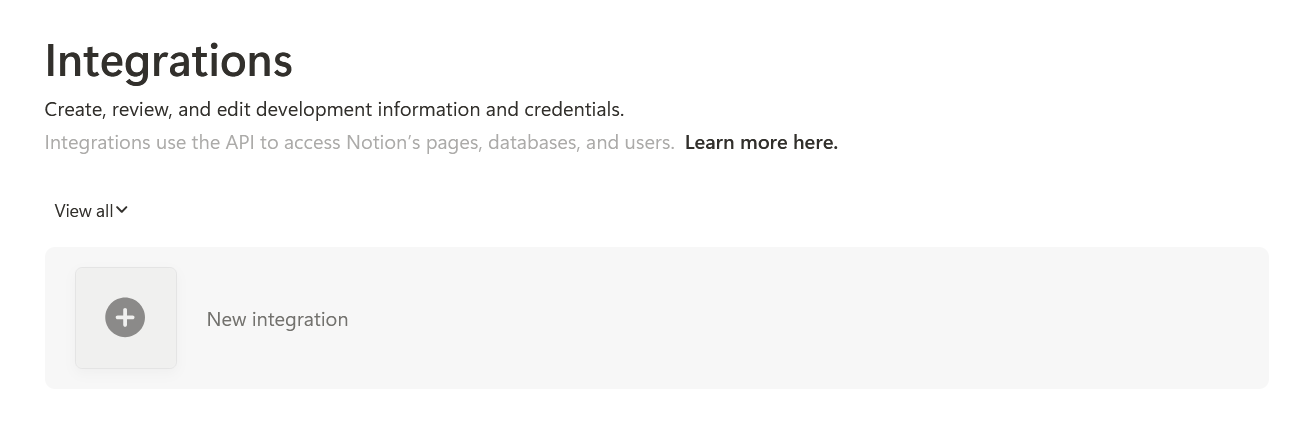 Integrations
Create, review, and edit development information and credentials.
Integrations use the API to access Notion’s pages, databases, and users. Learn more here.
View all
New integration